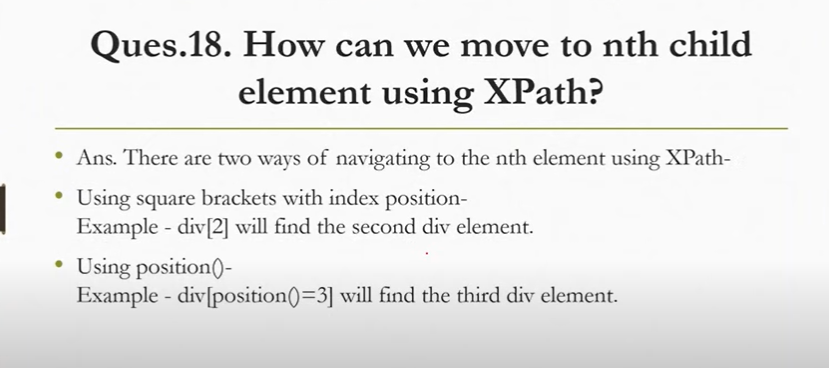 Ques.18. How can we move to nth child
element using XPath?
• Ans. There are two ways of navigating to the nth element using XPath-
• Using square brackets with index position-
Example - div[2] will find the second div element.
• Using position()-
Example - div[position()=3] will find the third div element.